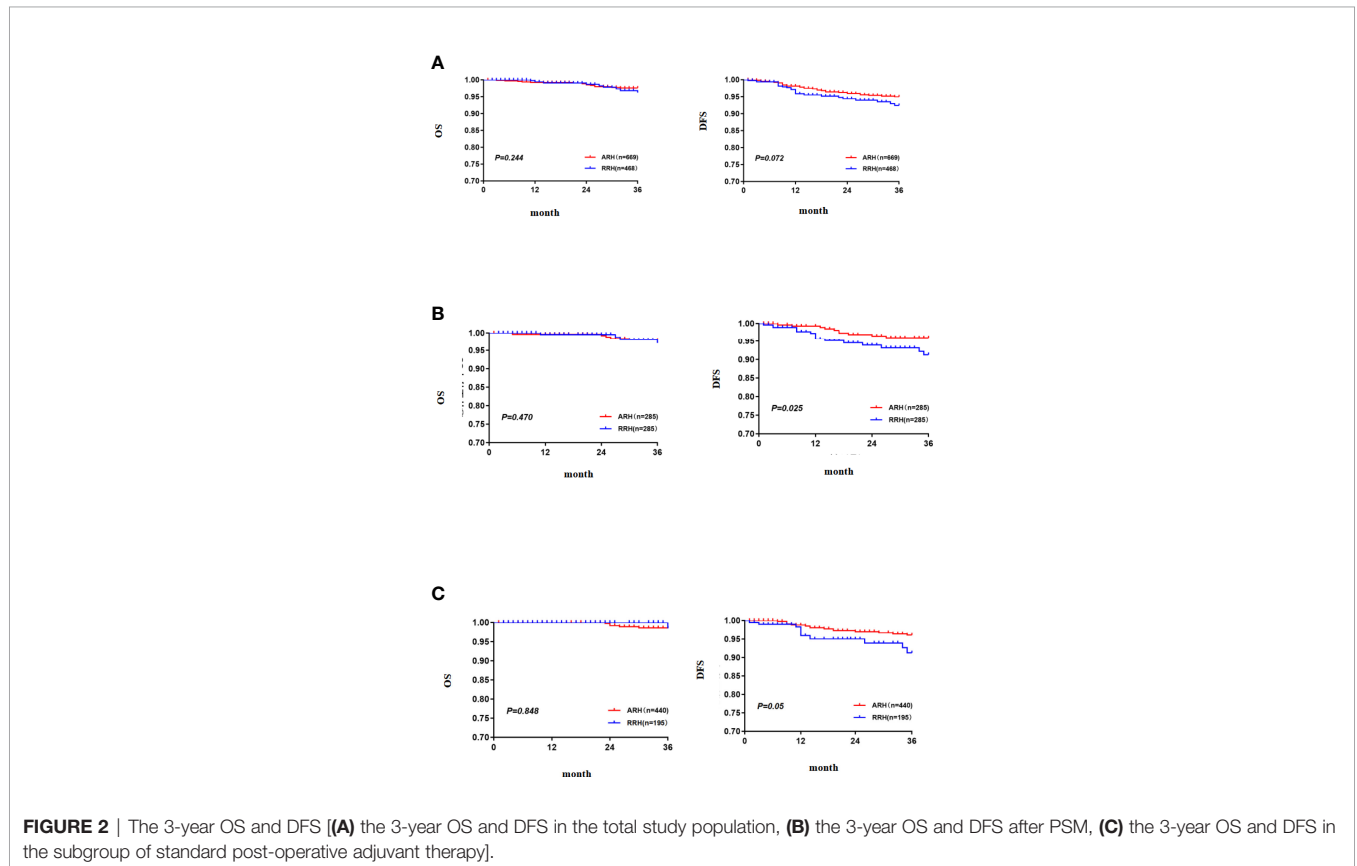 A
1.00
0.95
0.90
0.85
0.80
0.75
0.70
OS
P=0.244
ARH(n=669)
RRH(n=468)
0 12 24 36
month
1.00
0.95
0.90
0.85
0.80
0.75
0.70
DFS
P=0.072
ARH(n=669)
RRH(n=468)
0 12 24 36
month
B
1.00
0.95
0.90
0.85
0.80
0.75
0.70
OS
P=0.470
ARH(n=285)
RRH(n=285)
0 12 24 36
month
1.00
0.95
0.90
0.85
0.80
0.75
0.70
DFS
P=0.025
ARH(n=285)
RRH(n=285)
0 12 24 36
month
C
1.00
0.95
0.90
0.85
0.80
0.75
0.70
OS
P=0.848
ARH(n=440)
RRH(n=195)
0 12 24 36
month
1.00
0.95
0.90
0.85
0.80
0.75
0.70
DFS
P=0.05
ARH(n=440)
RRH(n=195)
0 12 24 36
month
FIGURE 2 | The 3-year OS and DFS [(A) the 3-year OS and DFS in the total study population, (B) the 3-year OS and DFS after PSM, (C) the 3-year OS and DFS in
the subgroup of standard post-operative adjuvant therapy].